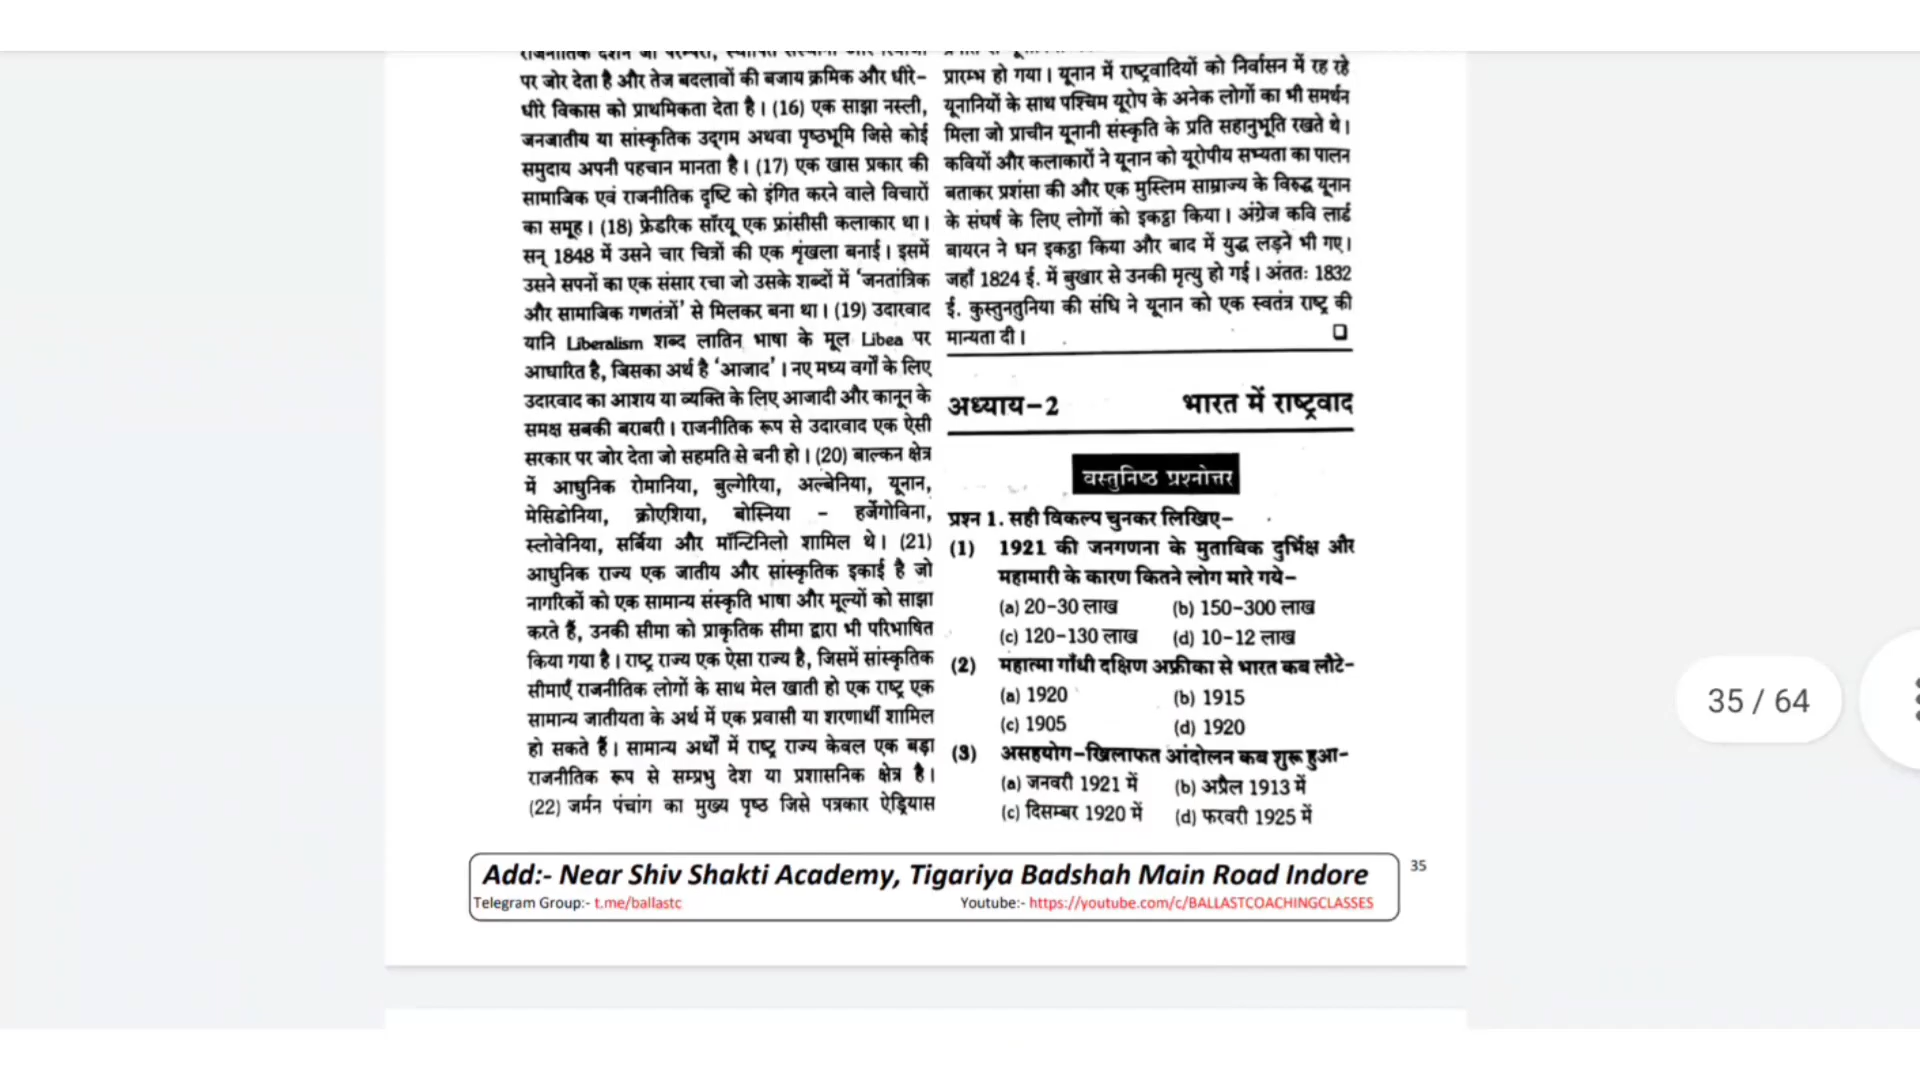 राजनीतिक दर्शन जो परम्परा, स्थापित संस्थानों और रिवाजों
पर जोर देता है और तेज बदलावों की बजाय क्रमिक और धीरे-
धीरे विकास को प्राथमिकता देता है। (16) एक साझा नस्ली,
जनजातीय या सांस्कृतिक उद्गम अथवा पृष्ठभूमि जिसे कोई
समुदाय अपनी पहचान मानता है। (17) एक खास प्रकार की
सामाजिक एवं राजनीतिक दृष्टि को इंगित करने वाले विचारों
का समूह। (18) फ्रेडरिक सॉरयू एक फ्रांसीसी कलाकार था।
सन् 1848 में उसने चार चित्रों की एक शृंखला बनाई। इसमें
उसने सपनों का एक संसार रचा जो उसके शब्दों में 'जनतांत्रिक
और सामाजिक गणतंत्रों' से मिलकर बना था। (19) उदारवाद
यानि Liberalism शब्द लातिन भाषा के मूल Libea पर
आधारित है, जिसका अर्थ है 'आजाद'। नए मध्य वर्गों के लिए
उदारवाद का आशय या व्यक्ति के लिए आजादी और कानून के
समक्ष सबकी बराबरी। राजनीतिक रूप से उदारवाद एक ऐसी
सरकार पर जोर देता जो सहमति से बनी हो। (20) बाल्कन क्षेत्र
में आधुनिक रोमानिया, बुल्गेरिया, अल्बेनिया, यूनान,
मेसिडोनिया, क्रोएशिया, बोस्निया - हर्जेगोविना,
स्लोवेनिया, सर्बिया और मॉन्टिनिलो शामिल थे। (21)
आधुनिक राज्य एक जातीय और सांस्कृतिक इकाई है जो
नागरिकों को एक सामान्य संस्कृति भाषा और मूल्यों को साझा
करते हैं, उनकी सीमा को प्राकृतिक सीमा द्वारा भी परिभाषित
किया गया है। राष्ट्र राज्य एक ऐसा राज्य है, जिसमें सांस्कृतिक
सीमाएँ राजनीतिक लोगों के साथ मेल खाती हो एक राष्ट्र एक
सामान्य जातीयता के अर्थ में एक प्रवासी या शरणार्थी शामिल
हो सकते हैं। सामान्य अर्थों में राष्ट्र राज्य केवल एक बड़ा
राजनीतिक रूप से सम्प्रभु देश या प्रशासनिक क्षेत्र है।
(22) जर्मन पंचांग का मुख्य पृष्ठ जिसे पत्रकार ऐंड्रियास
प्रारम्भ हो गया। यूनान में राष्ट्रवादियों को निर्वासन में रह रहे
यूनानियों के साथ पश्चिम यूरोप के अनेक लोगों का भी समर्थन
मिला जो प्राचीन यूनानी संस्कृति के प्रति सहानुभूति रखते थे।
कवियों और कलाकारों ने यूनान को यूरोपीय सभ्यता का पालन
बताकर प्रशंसा की और एक मुस्लिम साम्राज्य के विरुद्ध यूनान
के संघर्ष के लिए लोगों को इकट्ठा किया। अंग्रेज कवि लार्ड
बायरन ने धन इकट्ठा किया और बाद में युद्ध लड़ने भी गए।
जहाँ 1824 ई. में बुखार से उनकी मृत्यु हो गई। अंततः 1832
ई. कुस्तुनतुनिया की संधि ने यूनान को एक स्वतंत्र राष्ट्र की
मान्यता दी। ❑
अध्याय-2 भारत में राष्ट्रवाद
वस्तुनिष्ठ प्रश्नोत्तर
प्रश्न 1. सही विकल्प चुनकर लिखिए-
(1) 1921 की जनगणना के मुताबिक दुर्भिक्ष और
महामारी के कारण कितने लोग मारे गये-
(a) 20-30 लाख (b) 150-300 लाख
(c) 120-130 लाख (d) 10-12 लाख
(2) महात्मा गाँधी दक्षिण अफ्रीका से भारत कब लौटे-
(a) 1920 (b) 1915
(c) 1905 (d) 1920
(3) असहयोग-खिलाफत आंदोलन कब शुरू हुआ-
(a) जनवरी 1921 में (b) अप्रैल 1913 में
(c) दिसम्बर 1920 में (d) फरवरी 1925 में
35 / 64
Add:- Near Shiv Shakti Academy, Tigariya Badshah Main Road Indore
Telegram Group:- t.me/ballastc Youtube:- https://youtube.com/c/BALLASTCOACHINGCLASSES
35